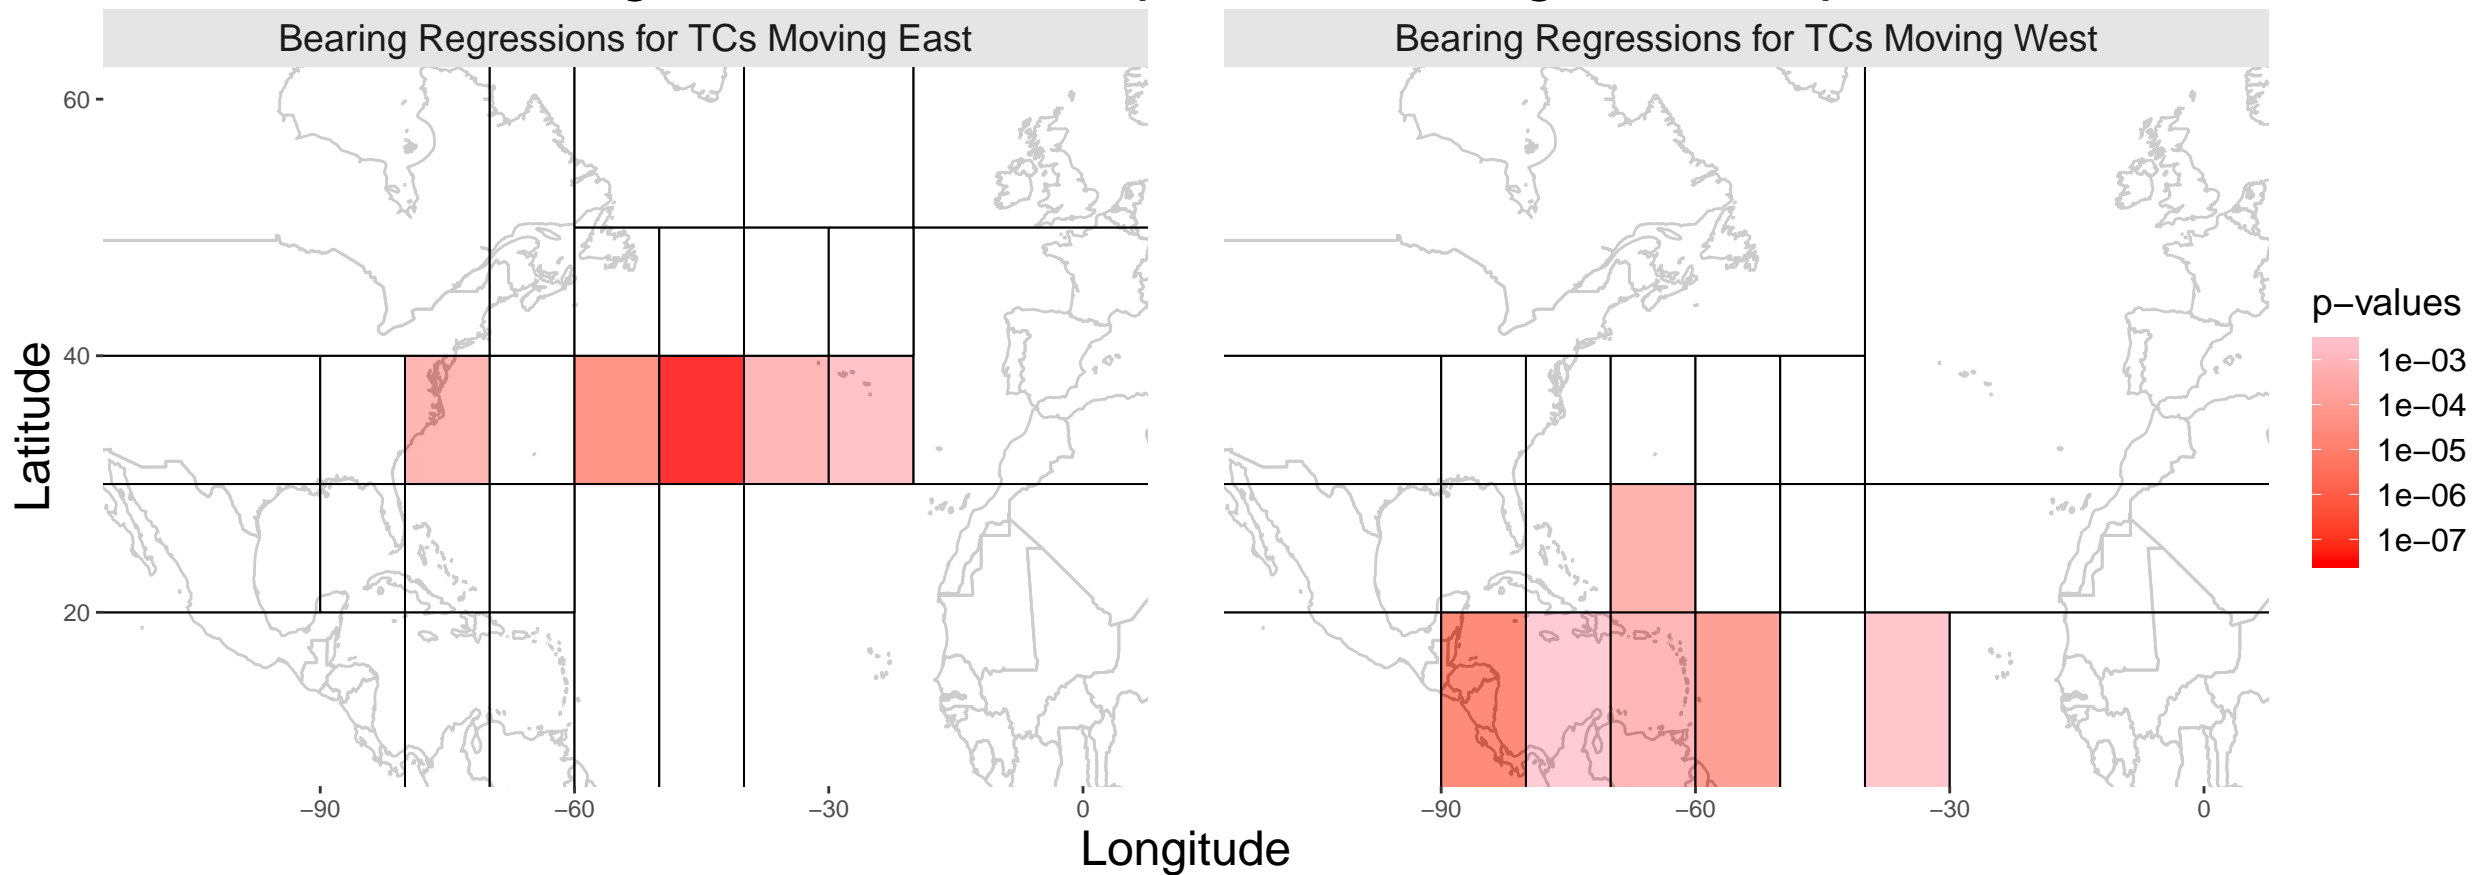 Bearing Regressions for TCs Moving East
Bearing Regressions for TCs Moving West
60
40
20
Latitude
−90
−60
−30
0
−90
−60
−30
0
Longitude
p−values
1e−03
1e−04
1e−05
1e−06
1e−07